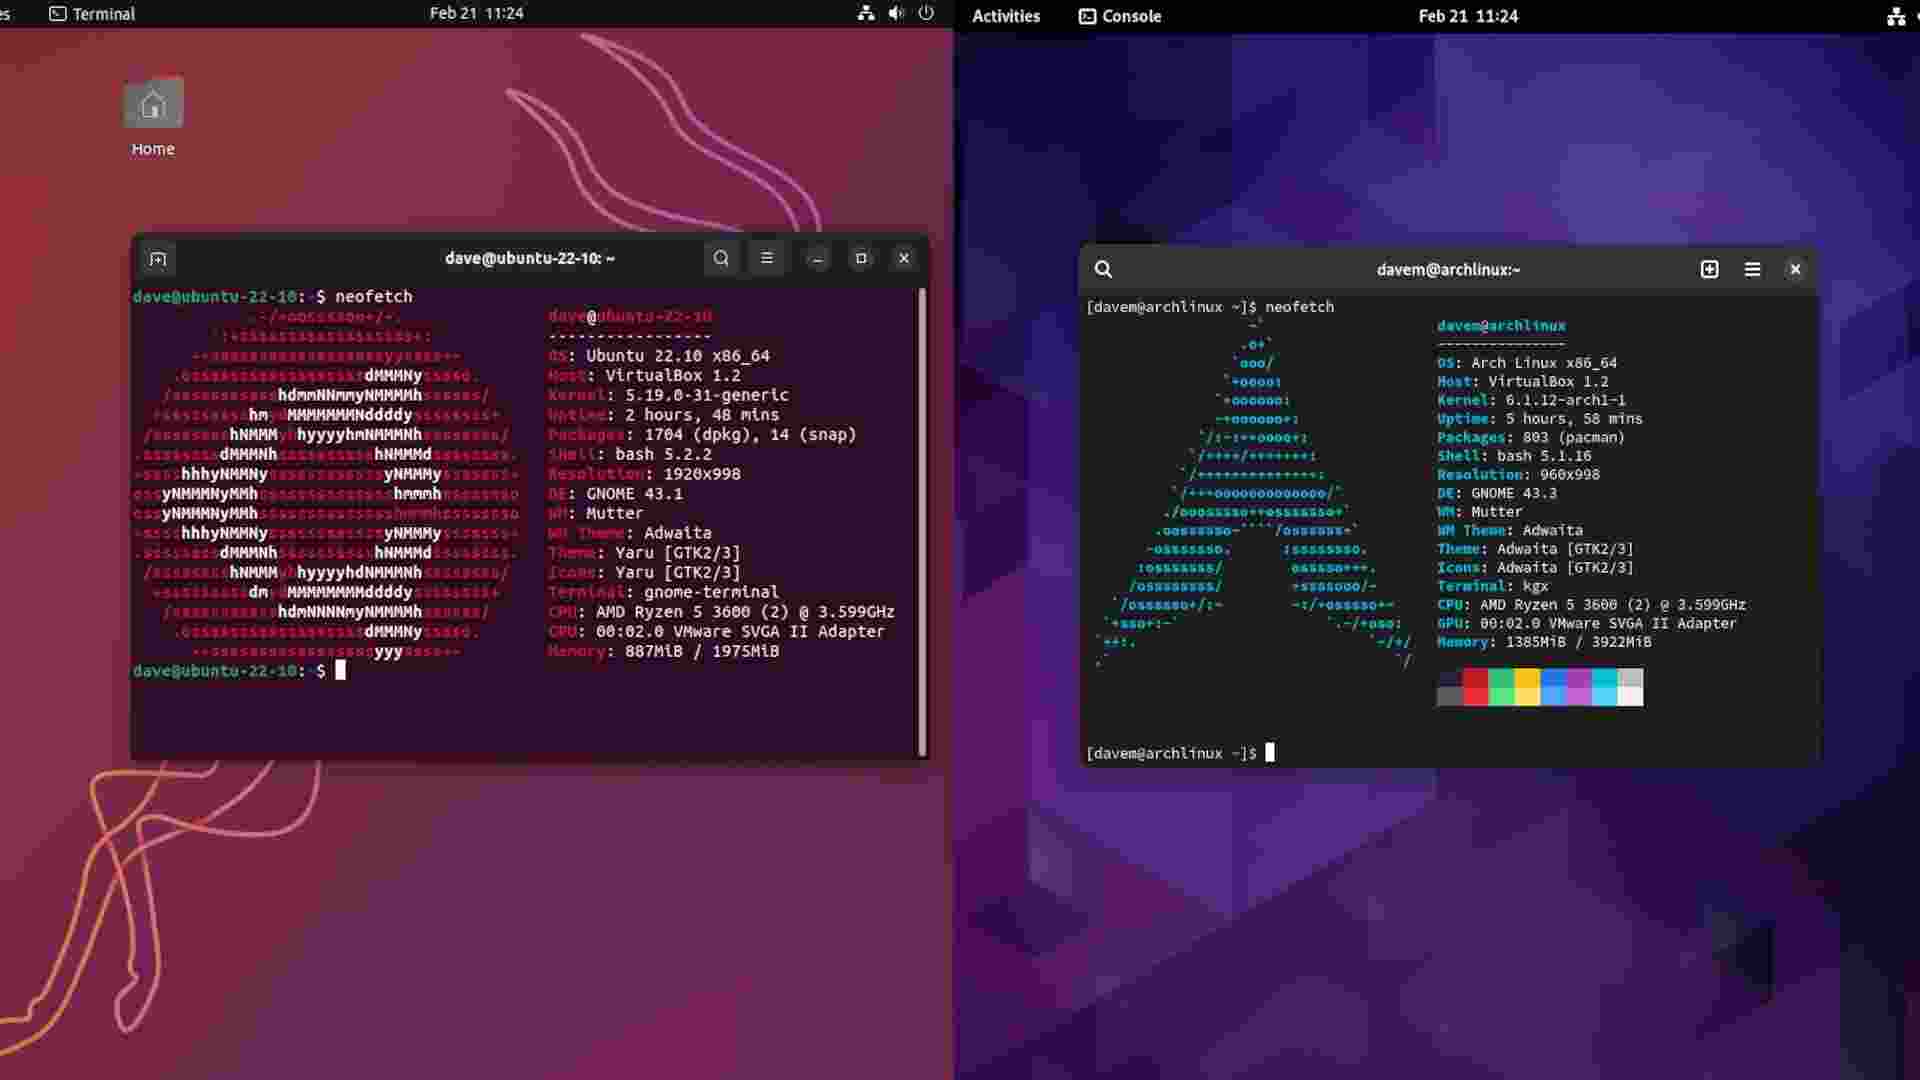 es Terminal Feb 21 11:24
Home
dave@ubuntu-22-10: ~
dave@ubuntu-22-10:~$ neofetch
dave@ubuntu-22-10
-----------------
OS: Ubuntu 22.10 x86_64
Host: VirtualBox 1.2
Kernel: 5.19.0-31-generic
Uptime: 2 hours, 48 mins
Packages: 1704 (dpkg), 14 (snap)
Shell: bash 5.2.2
Resolution: 1920x998
DE: GNOME 43.1
WM: Mutter
WM Theme: Adwaita
Theme: Yaru [GTK2/3]
Icons: Yaru [GTK2/3]
Terminal: gnome-terminal
CPU: AMD Ryzen 5 3600 (2) @ 3.599GHz
GPU: 00:02.0 VMware SVGA II Adapter
Memory: 887MiB / 1975MiB
dave@ubuntu-22-10:~$
Activities Console Feb 21 11:24
davem@archlinux:~
[davem@archlinux ~]$ neofetch
davem@archlinux
---------------
OS: Arch Linux x86_64
Host: VirtualBox 1.2
Kernel: 6.1.12-arch1-1
Uptime: 5 hours, 58 mins
Packages: 803 (pacman)
Shell: bash 5.1.16
Resolution: 960x998
DE: GNOME 43.3
WM: Mutter
WM Theme: Adwaita
Theme: Adwaita [GTK2/3]
Icons: Adwaita [GTK2/3]
Terminal: kgx
CPU: AMD Ryzen 5 3600 (2) @ 3.599GHz
GPU: 00:02.0 VMware SVGA II Adapter
Memory: 1385MiB / 3922MiB
[davem@archlinux ~]$